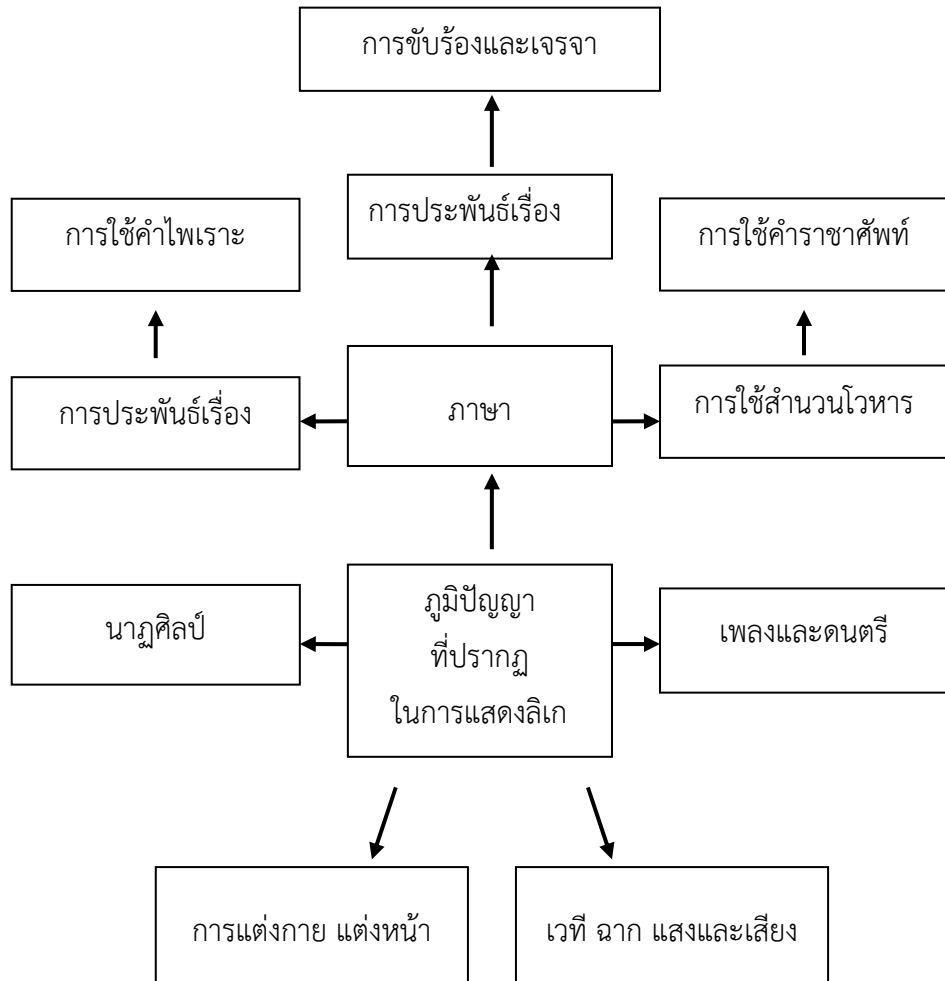 การขับร้องและเจรจา
การประพันธ์เรื่อง
การใช้คำไพเราะ
การใช้คำราชาศัพท์
การประพันธ์เรื่อง
ภาษา
การใช้สำนวนโวหาร
นาฏศิลป์
ภูมิปัญญา
ที่ปรากฏ
ในการแสดงลิเก
เพลงและดนตรี
การแต่งกาย แต่งหน้า
เวที ฉาก แสงและเสียง